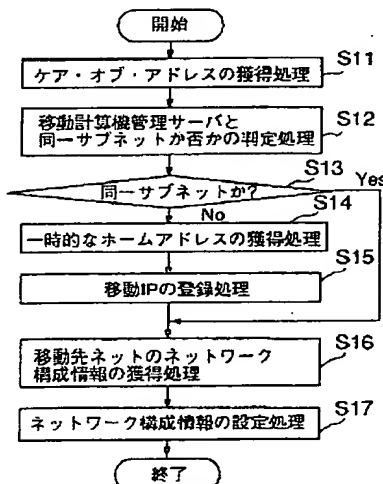 開始
S11
ケア・オブ・アドレスの獲得処理
S12
移動計算機管理サーバと
同一サブネットか否かの判定処理
S13
同一サブネットか?
Yes
No
S14
一時的なホームアドレスの獲得処理
S15
移動IPの登録処理
S16
移動先ネットのネットワーク
構成情報の獲得処理
S17
ネットワーク構成情報の設定処理
終了